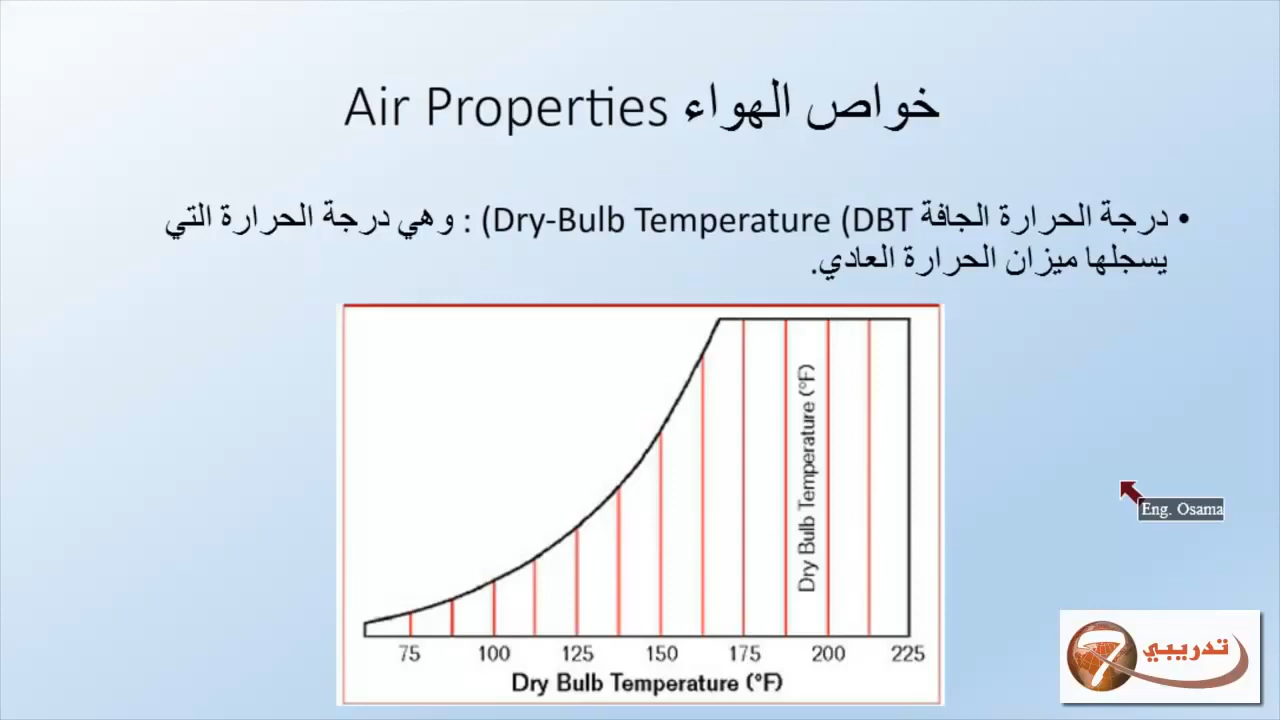 خواص الهواء Air Properties
• درجة الحرارة الجافة Dry-Bulb Temperature (DBT) : وهي درجة الحرارة التي
يسجلها ميزان الحرارة العادي.
Dry Bulb Temperature (°F)
75 100 125 150 175 200 225
Dry Bulb Temperature (°F)
Eng. Osama
تدريبي